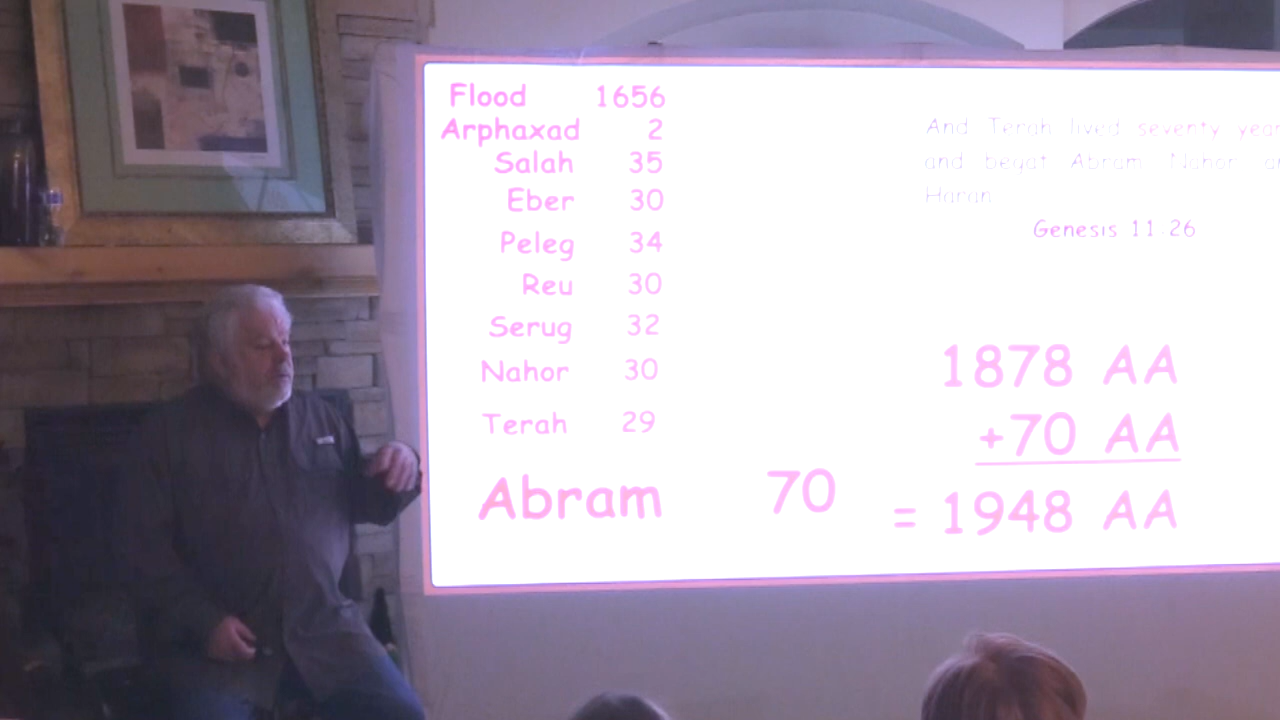 Flood 1656
Arphaxad 2
Salah 35
Eber 30
Peleg 34
Reu 30
Serug 32
Nahor 30
Terah 29
Abram 70
And Terah lived seventy
and begat Abram Nahor
Haran
Genesis 11:26
1878 AA
+70 AA
= 1948 AA